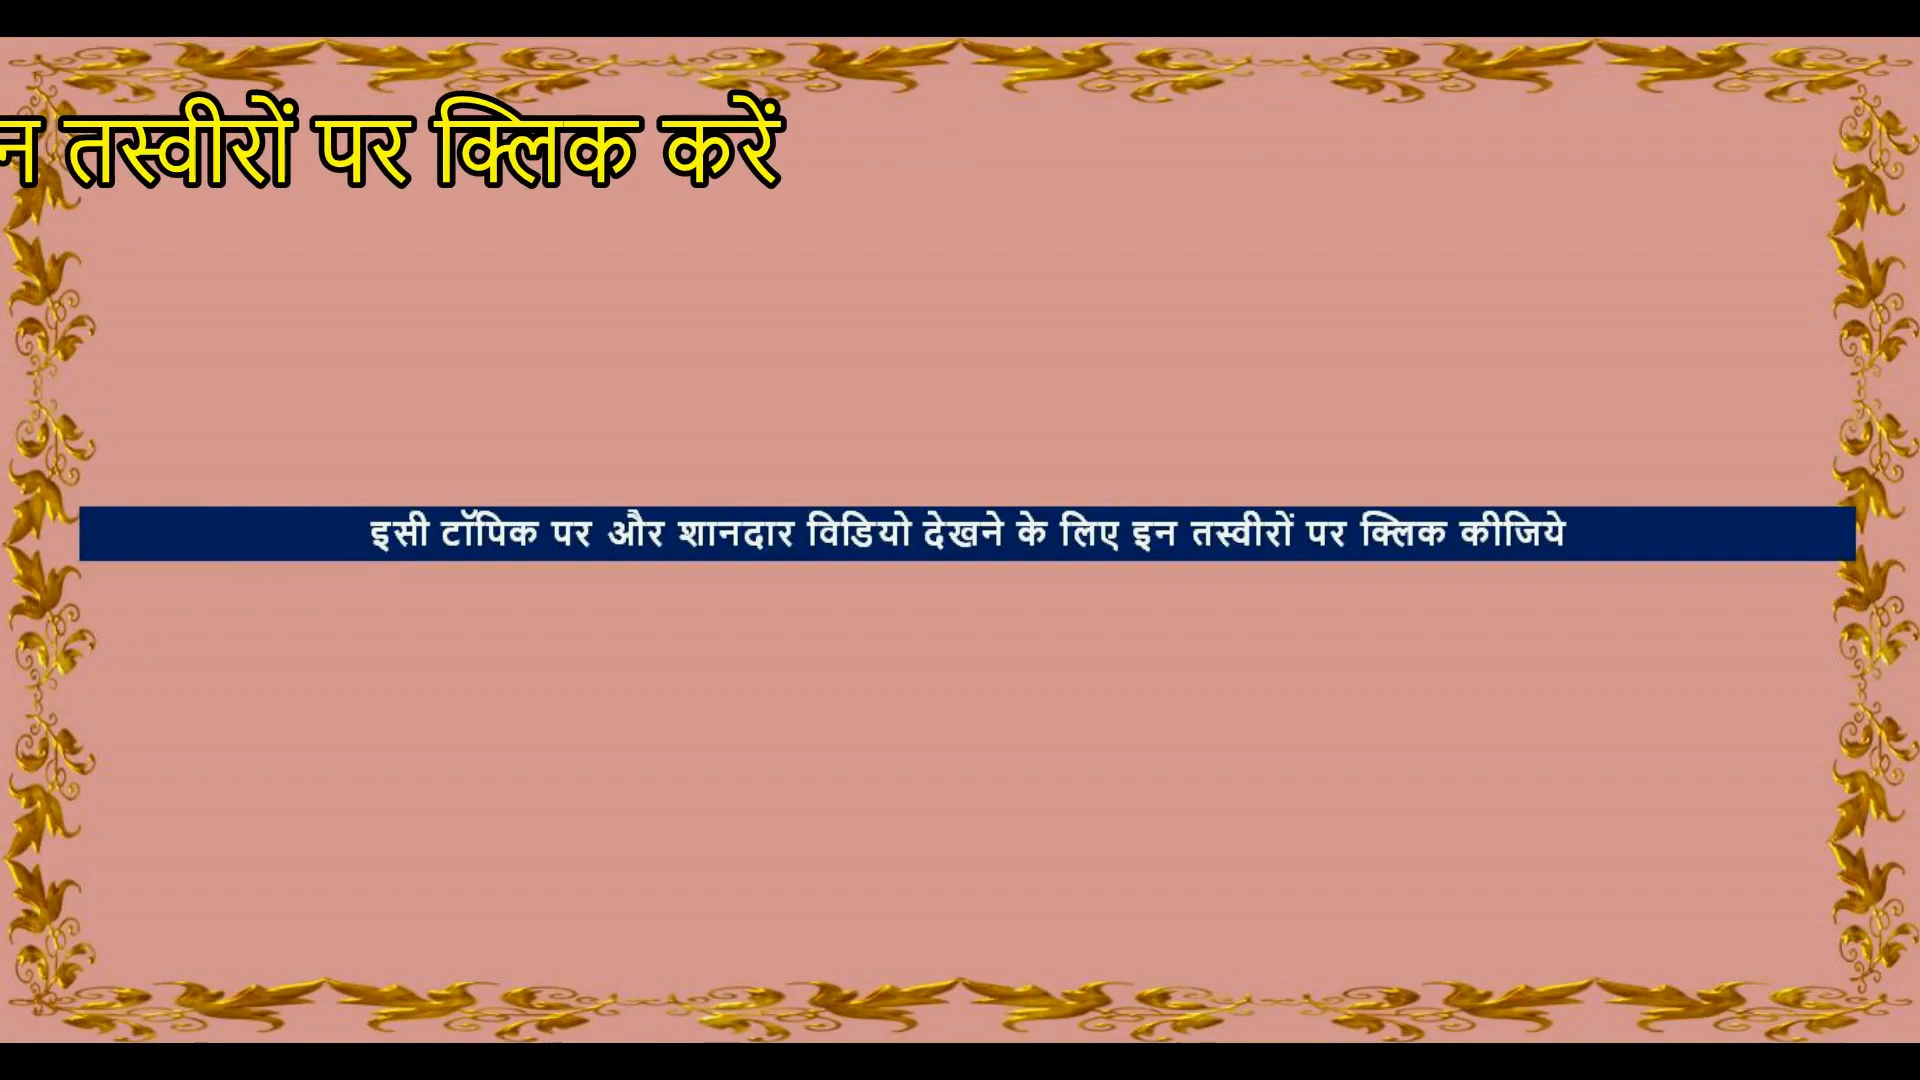 न तस्वीरों पर क्लिक करें
इसी टॉपिक पर और शानदार विडियो देखने के लिए इन तस्वीरों पर क्लिक कीजिये